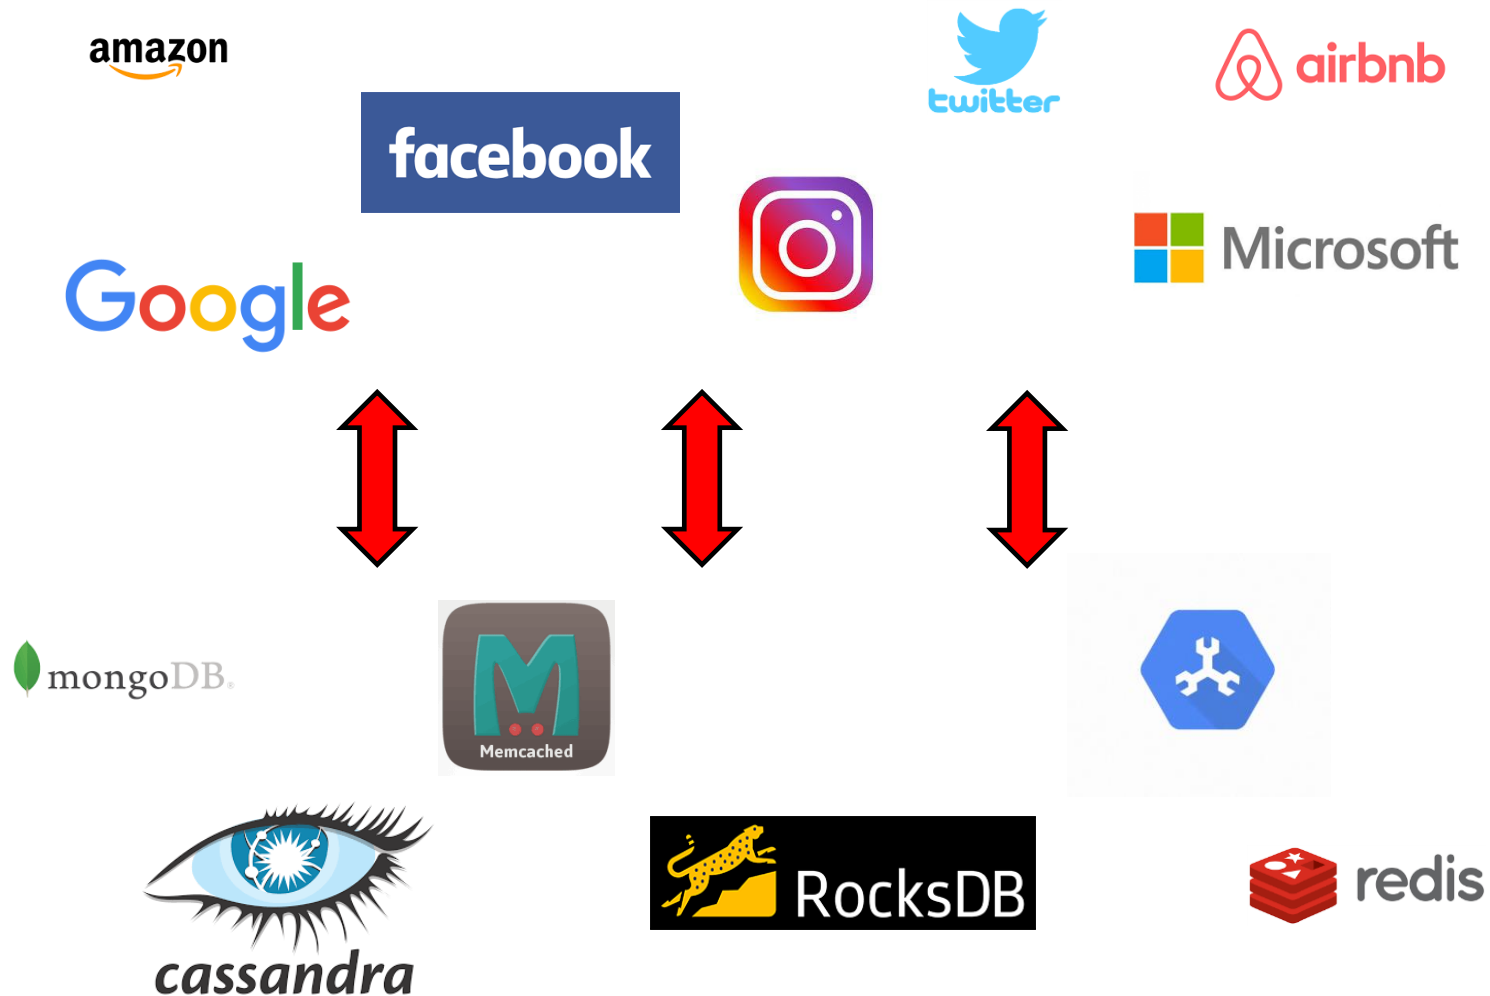 amazon
twitter
airbnb
facebook
Microsoft
Google
mongoDB®
Memcached
RocksDB
redis
cassandra